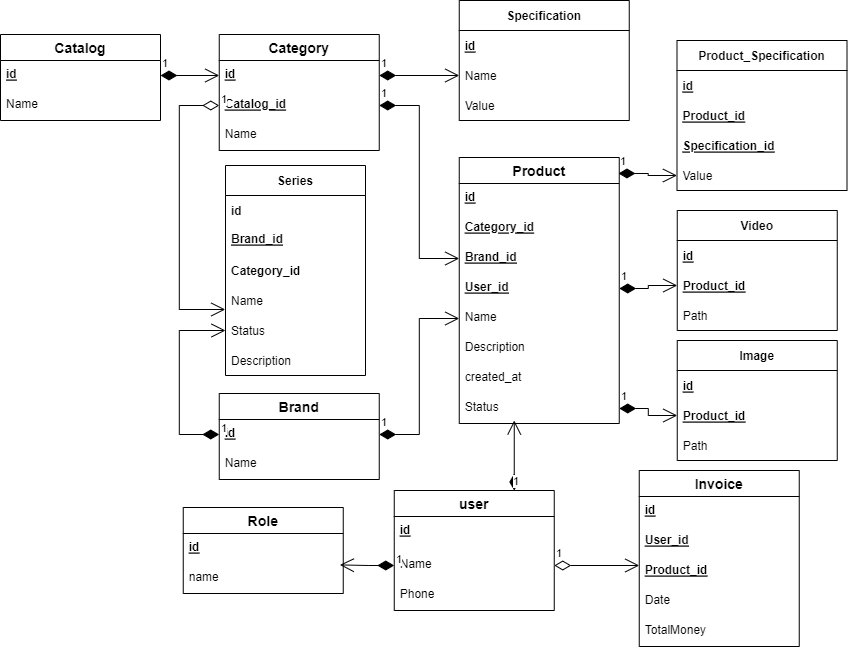 Catalog
id
Name
1
Category
id
Catalog_id
Name
1
1
1
Specification
id
Name
Value
Product_Specification
id
Product_id
Specification_id
Value
Series
id
Brand_id
Category_id
Name
Status
Description
Product
id
Category_id
Brand_id
User_id
Name
Description
created_at
Status
1
1
1
Video
id
Product_id
Path
Image
id
Product_id
Path
Brand
id
Name
1
1
user
id
Name
Phone
1
1
1
Role
id
name
Invoice
id
User_id
Product_id
Date
TotalMoney